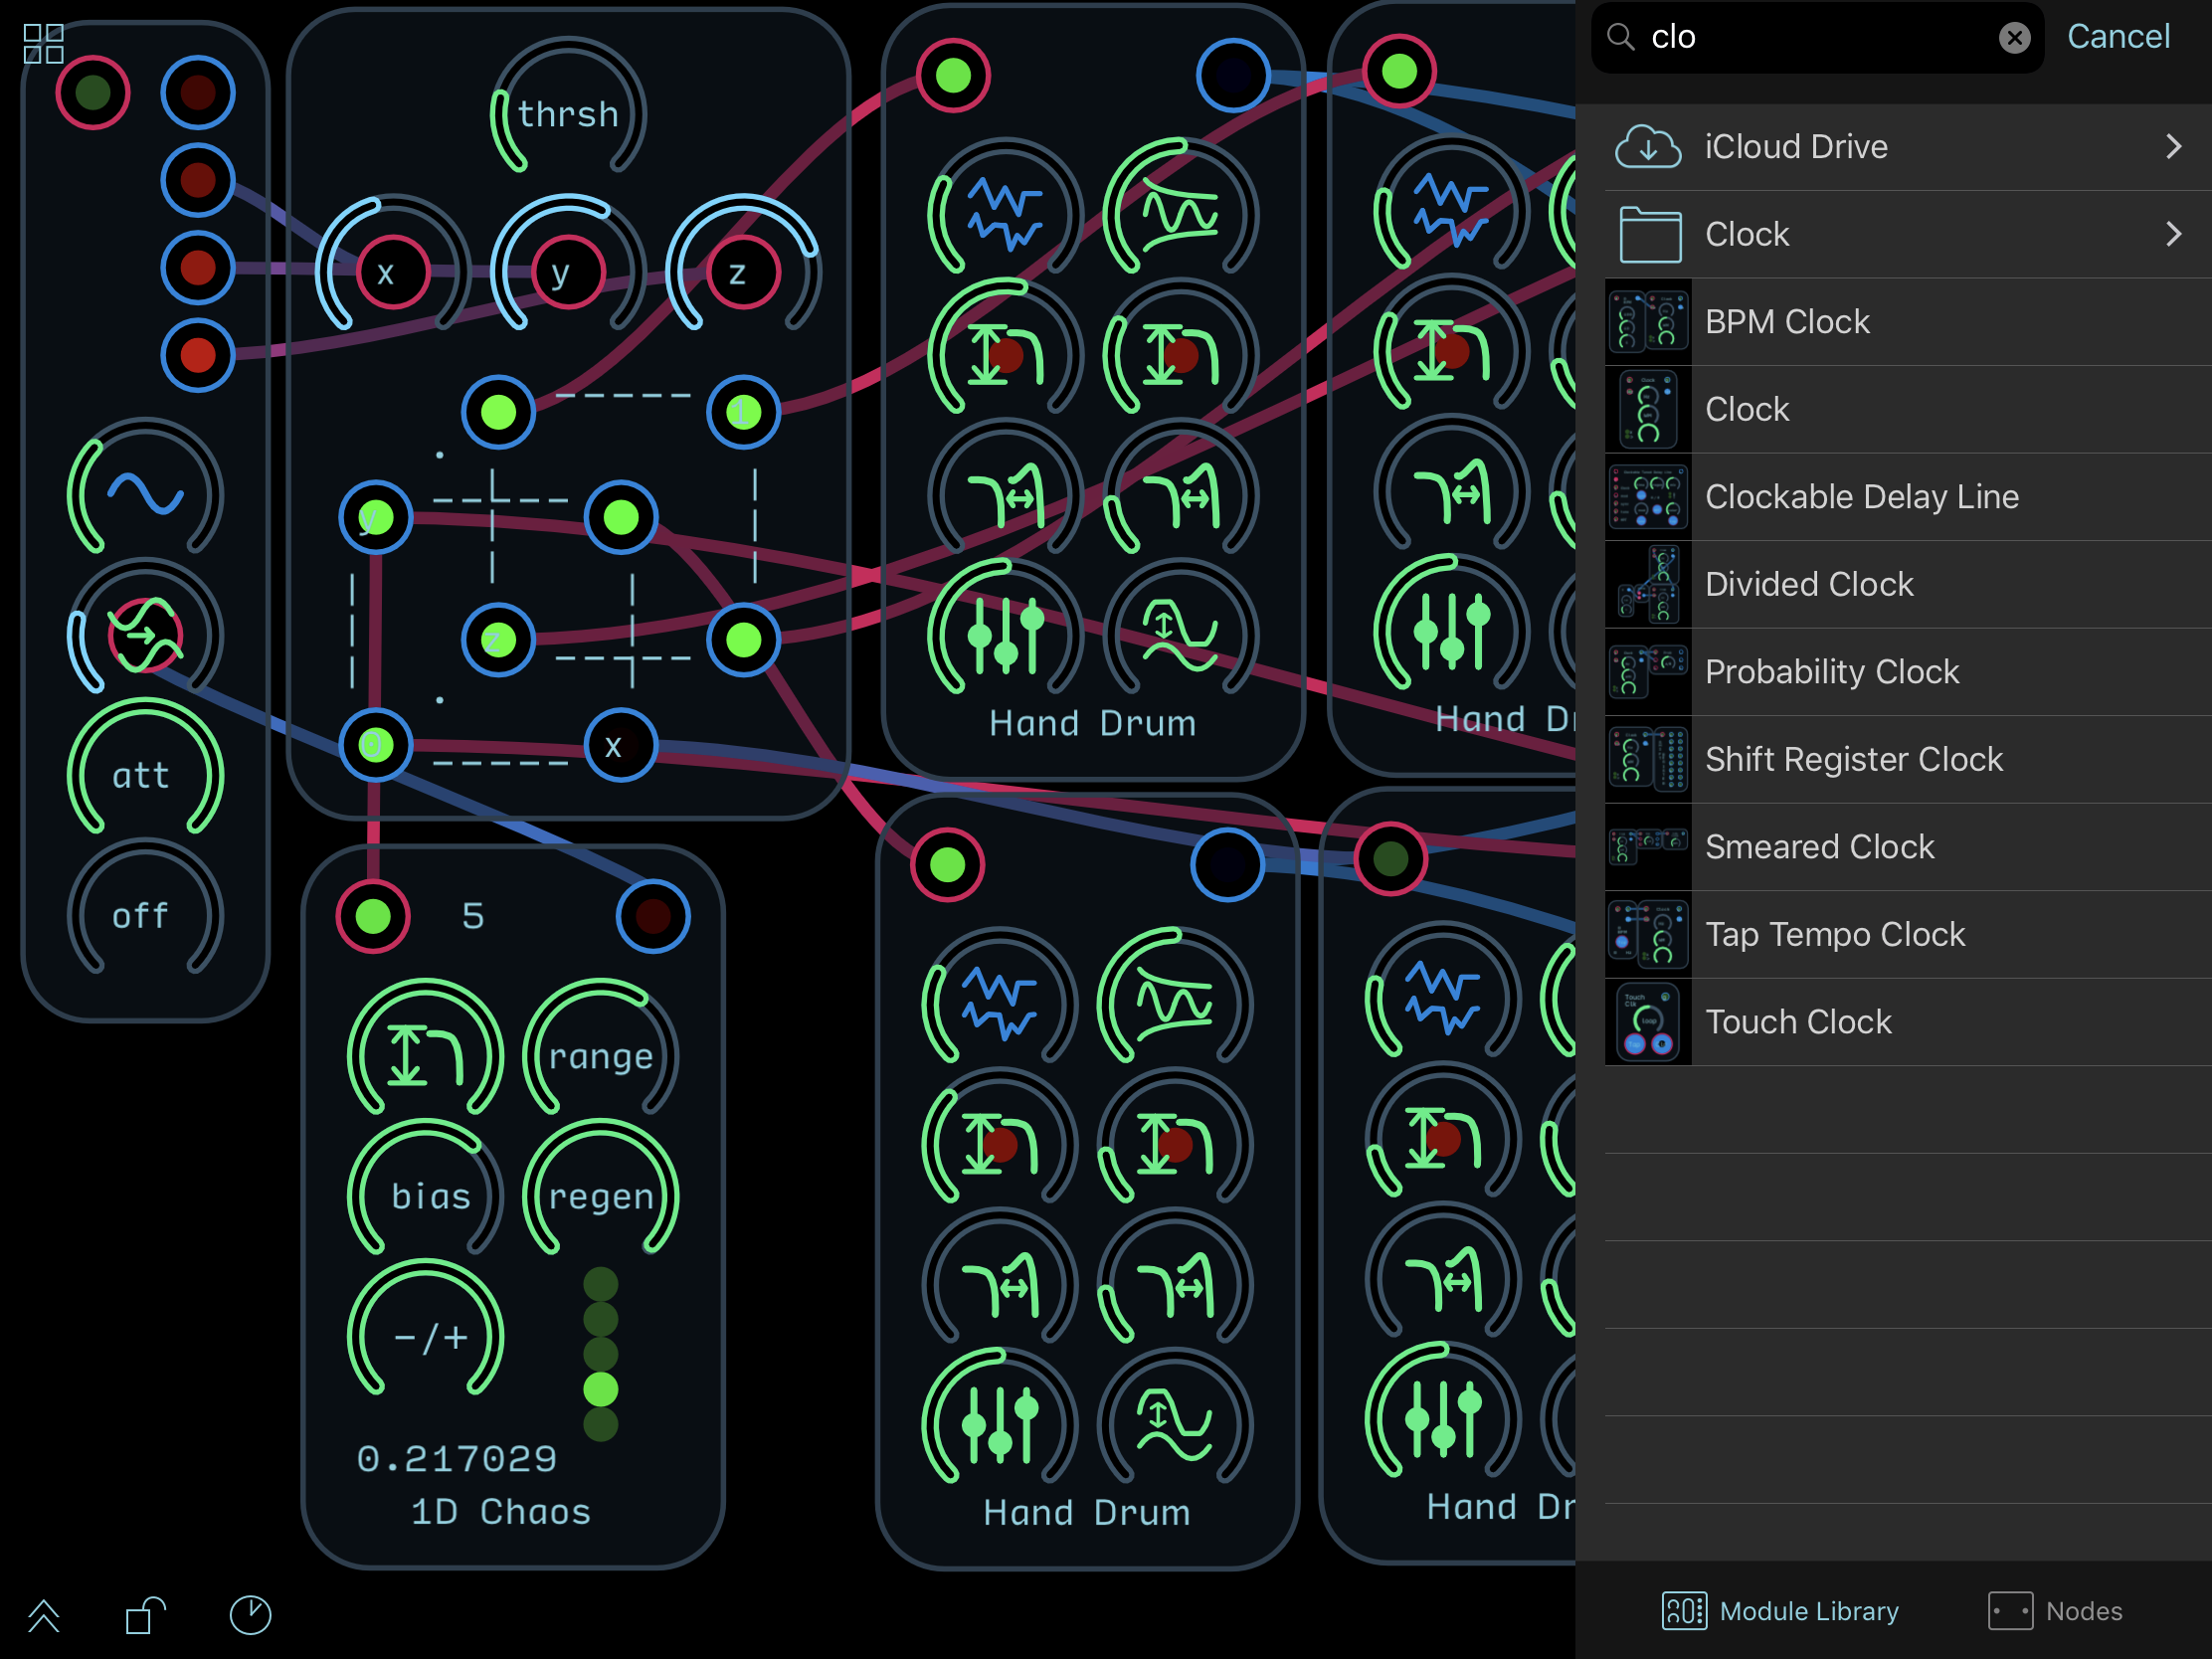 thrsh
x
y
z
1
y
z
0
x
att
off
5
range
bias
regen
-/+
0.217029
1D Chaos
Hand Drum
Hand Dr
Hand Drum
Hand Dr
clo
Cancel
iCloud Drive
Clock
BPM Clock
Clock
Clockable Delay Line
Divided Clock
Probability Clock
Shift Register Clock
Smeared Clock
Tap Tempo Clock
Touch Clock
Module Library
Nodes